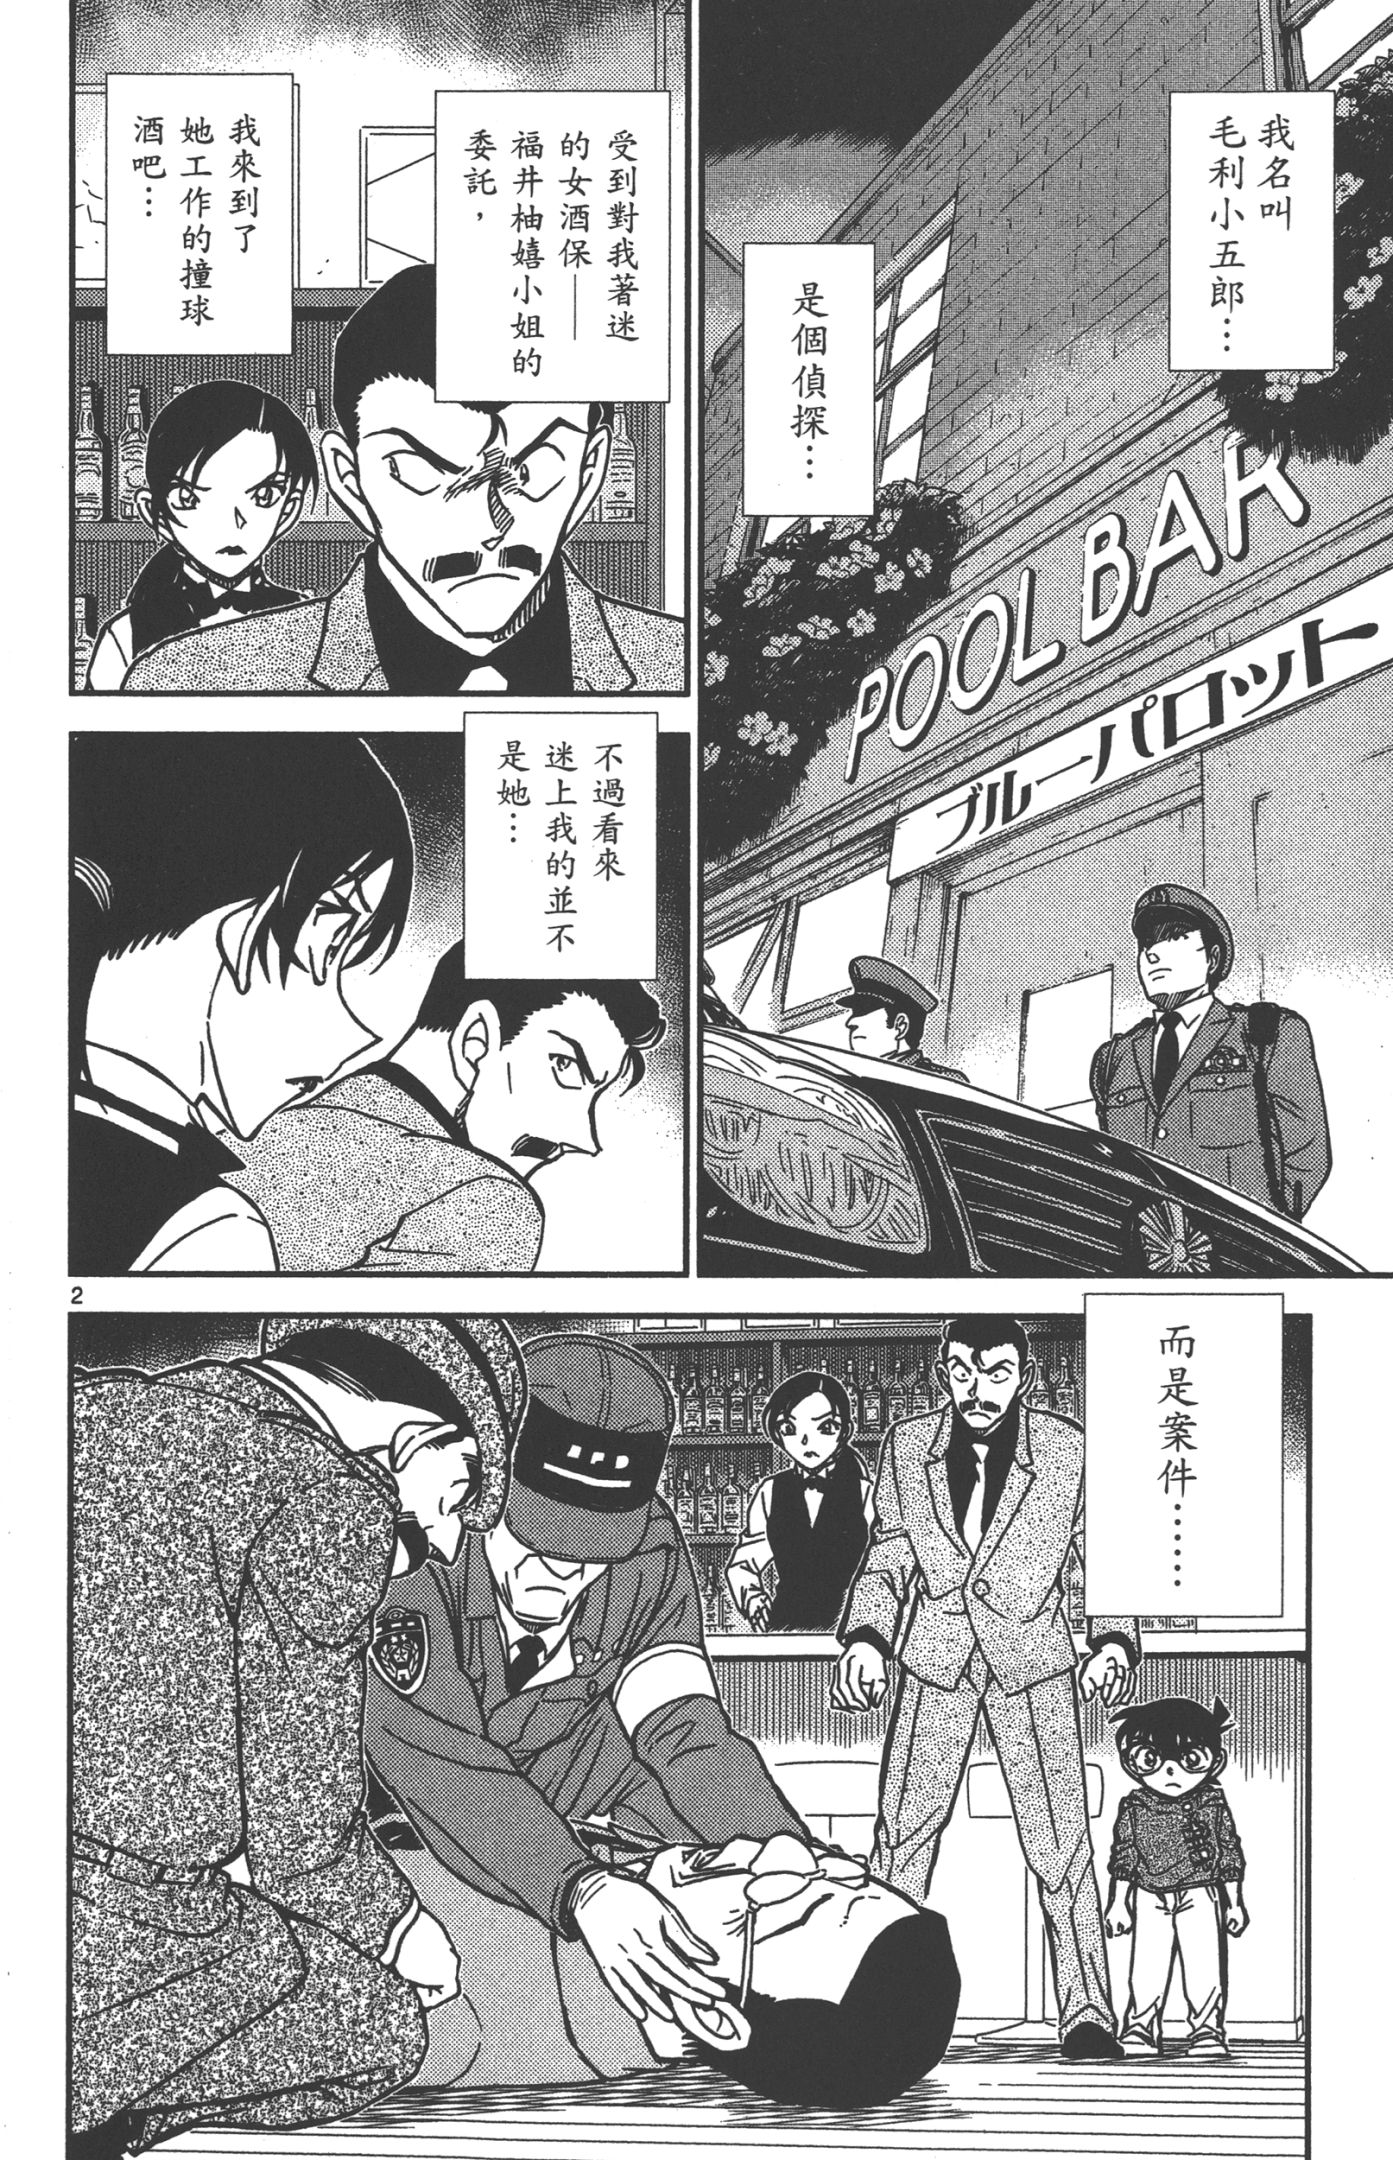 我名叫
毛利小五郎…
是個偵探…
POOL BAR
ブルーパロット
受到對我著迷
的女酒保——
福井柚嬉小姐的
委託，
我來到了
她工作的撞球
酒吧…
不過看來
迷上我的並不
是她…
2
而是案件……